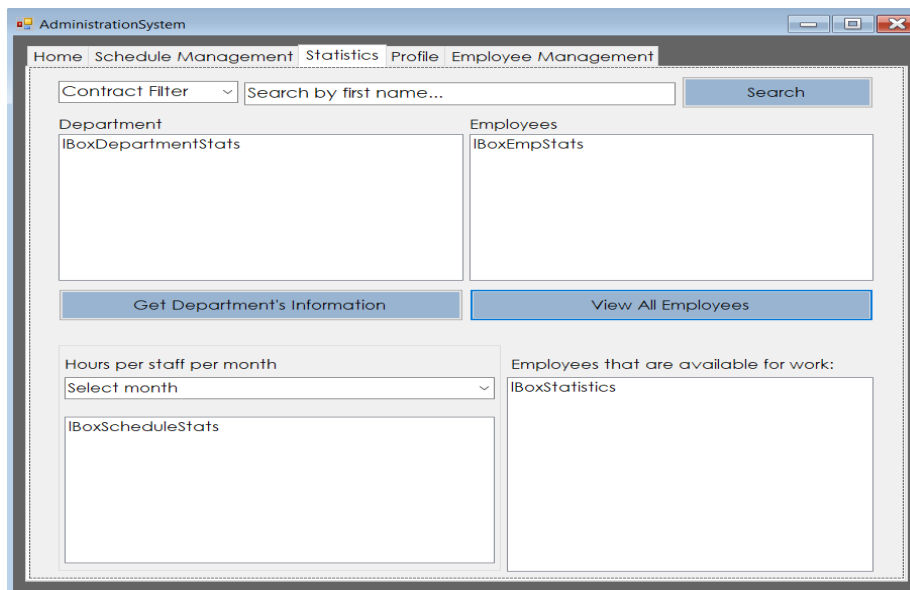 AdministrationSystem
Home Schedule Management Statistics Profile Employee Management
Contract Filter Search by first name... Search
Department Employees
lBoxDepartmentStats lBoxEmpStats
Get Department's Information View All Employees
Hours per staff per month Employees that are available for work:
Select month lBoxStatistics
lBoxScheduleStats